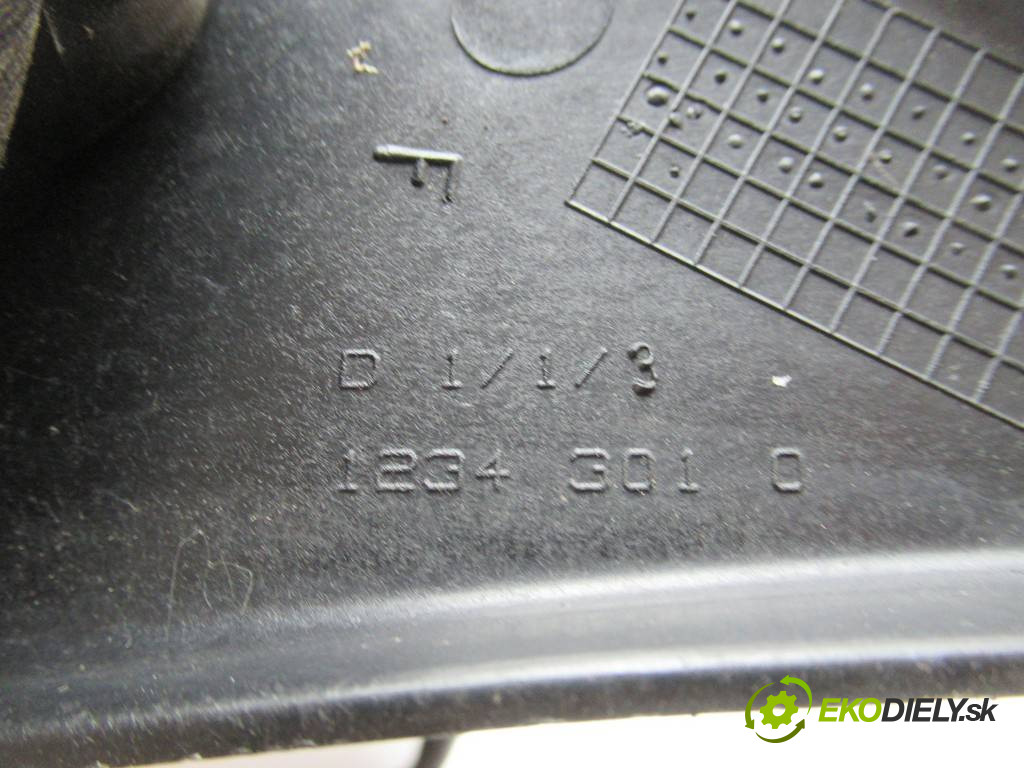 F
D 1/1/3
1234 301 0
EKODIELY.sk